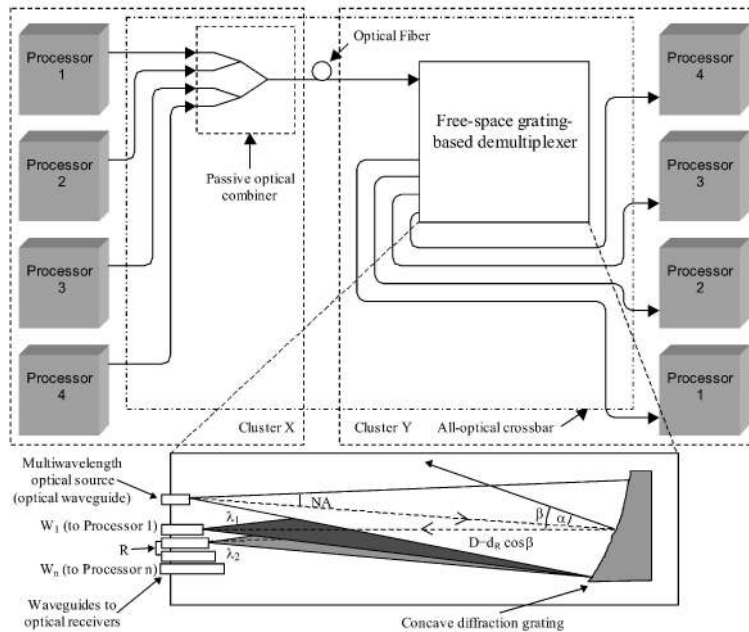 Optical Fiber
Processor
1
Processor
2
Processor
3
Processor
4
Passive optical
combiner
Free-space grating-
based demultiplexer
Processor
4
Processor
3
Processor
2
Processor
1
Cluster X
Cluster Y
All-optical crossbar
Multiwavelength
optical source
(optical waveguide)
NA
λ1
β
α
W1 (to Processor 1)
D–dR cosβ
R
λ2
Wn (to Processor n)
Waveguides to
optical receivers
Concave diffraction grating